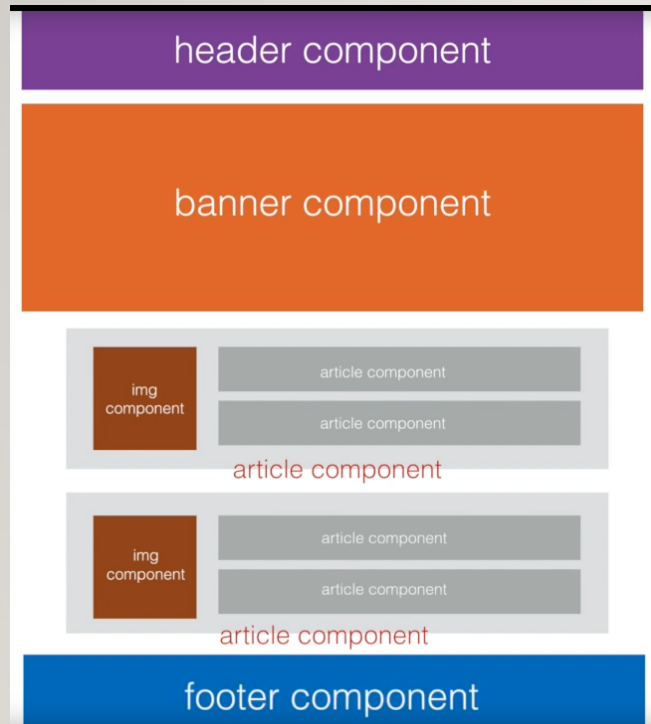 header component
banner component
img
component
article component
article component
article component
img
component
article component
article component
article component
footer component